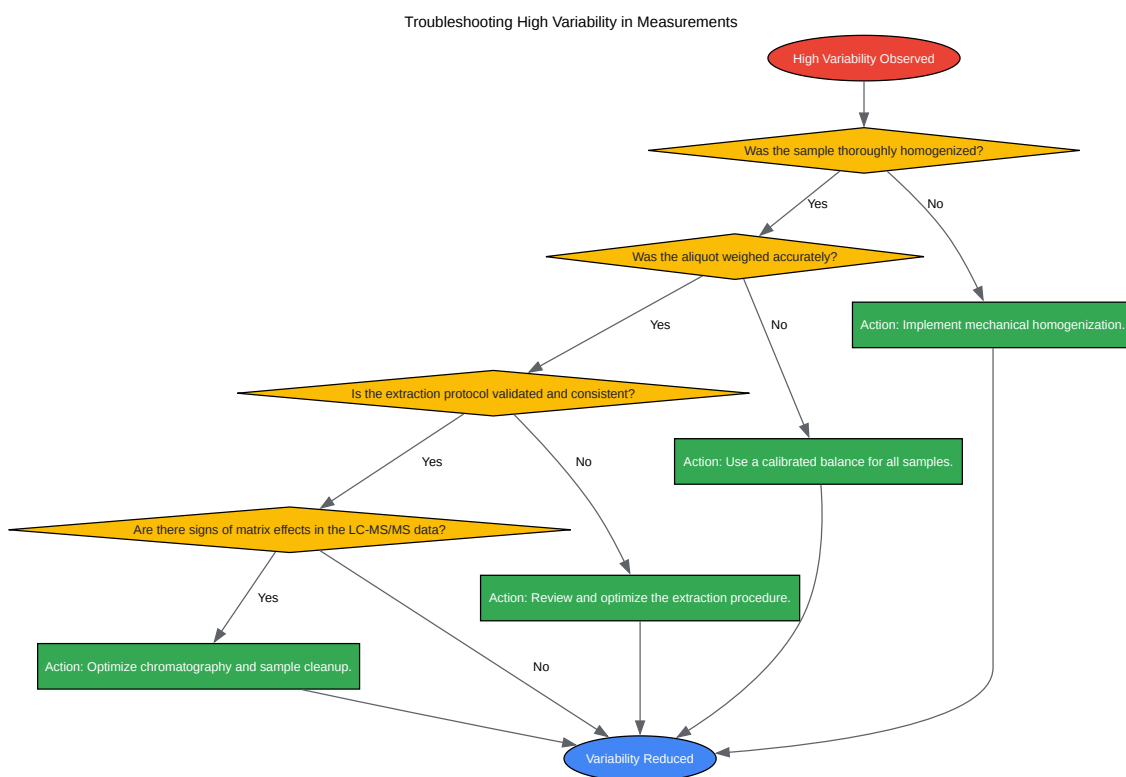 Troubleshooting High Variability in Measurements
High Variability Observed
Was the sample thoroughly homogenized?
Yes
No
Was the aliquot weighed accurately?
Action: Implement mechanical homogenization.
Yes
No
Is the extraction protocol validated and consistent?
Action: Use a calibrated balance for all samples.
Yes
No
Are there signs of matrix effects in the LC-MS/MS data?
Action: Review and optimize the extraction procedure.
Yes
No
Action: Optimize chromatography and sample cleanup.
Variability Reduced